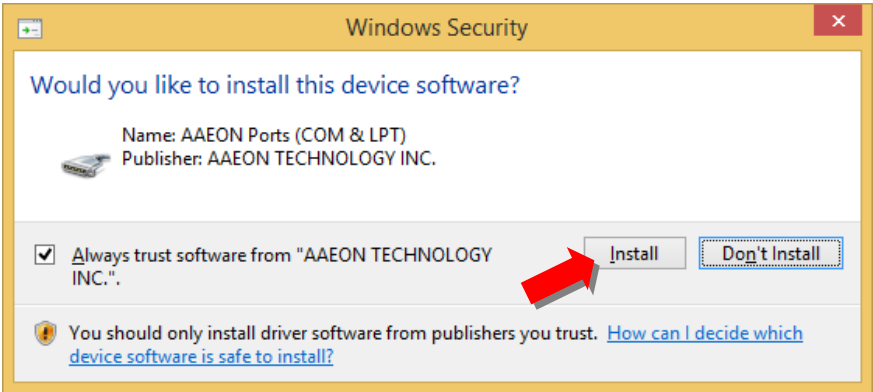 Windows Security
Would you like to install this device software?
Name: AAEON Ports (COM & LPT)
Publisher: AAEON TECHNOLOGY INC.
Always trust software from "AAEON TECHNOLOGY
INC.".
Install
Don't Install
You should only install driver software from publishers you trust. How can I decide which
device software is safe to install?